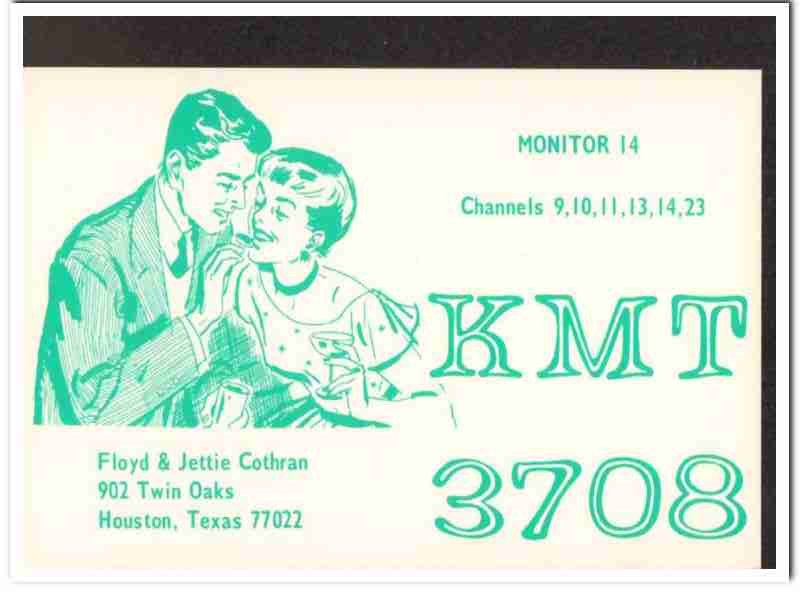 MONITOR 14
Channels 9,10,11,13,14,23
KMT
3708
Floyd & Jettie Cothran
902 Twin Oaks
Houston, Texas 77022